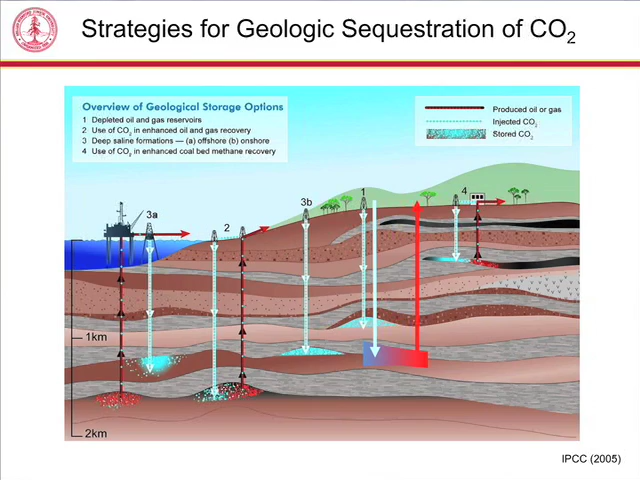 Strategies for Geologic Sequestration of CO2
Overview of Geological Storage Options
1 Depleted oil and gas reservoirs
2 Use of CO2 in enhanced oil and gas recovery
3 Deep saline formations — (a) offshore (b) onshore
4 Use of CO2 in enhanced coal bed methane recovery
Produced oil or gas
Injected CO2
Stored CO2
3a
2
3b
1
4
1km
2km
IPCC (2005)